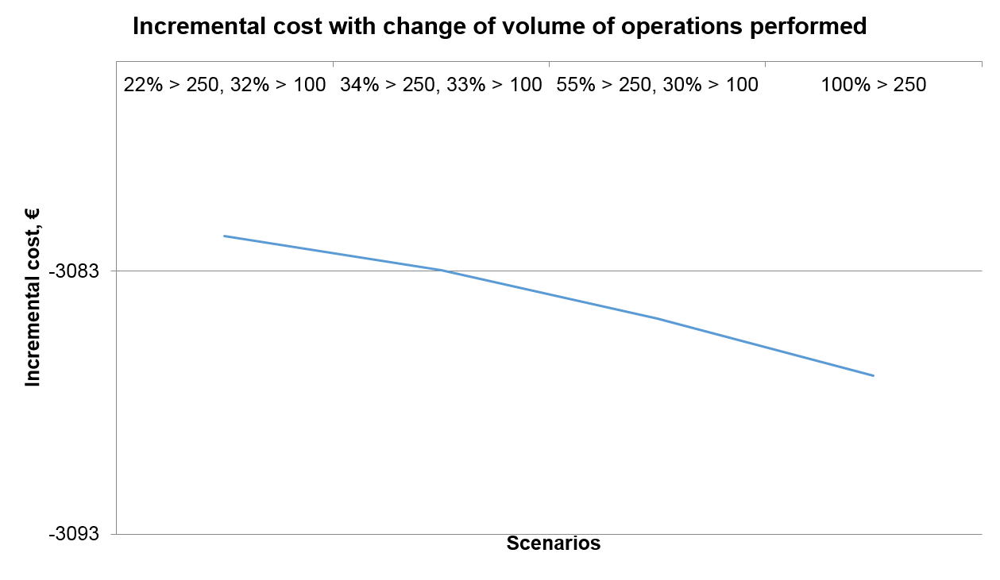 Incremental cost with change of volume of operations performed
22% > 250, 32% > 100 34% > 250, 33% > 100 55% > 250, 30% > 100 100% > 250
Incremental cost, €
-3083
-3093
Scenarios